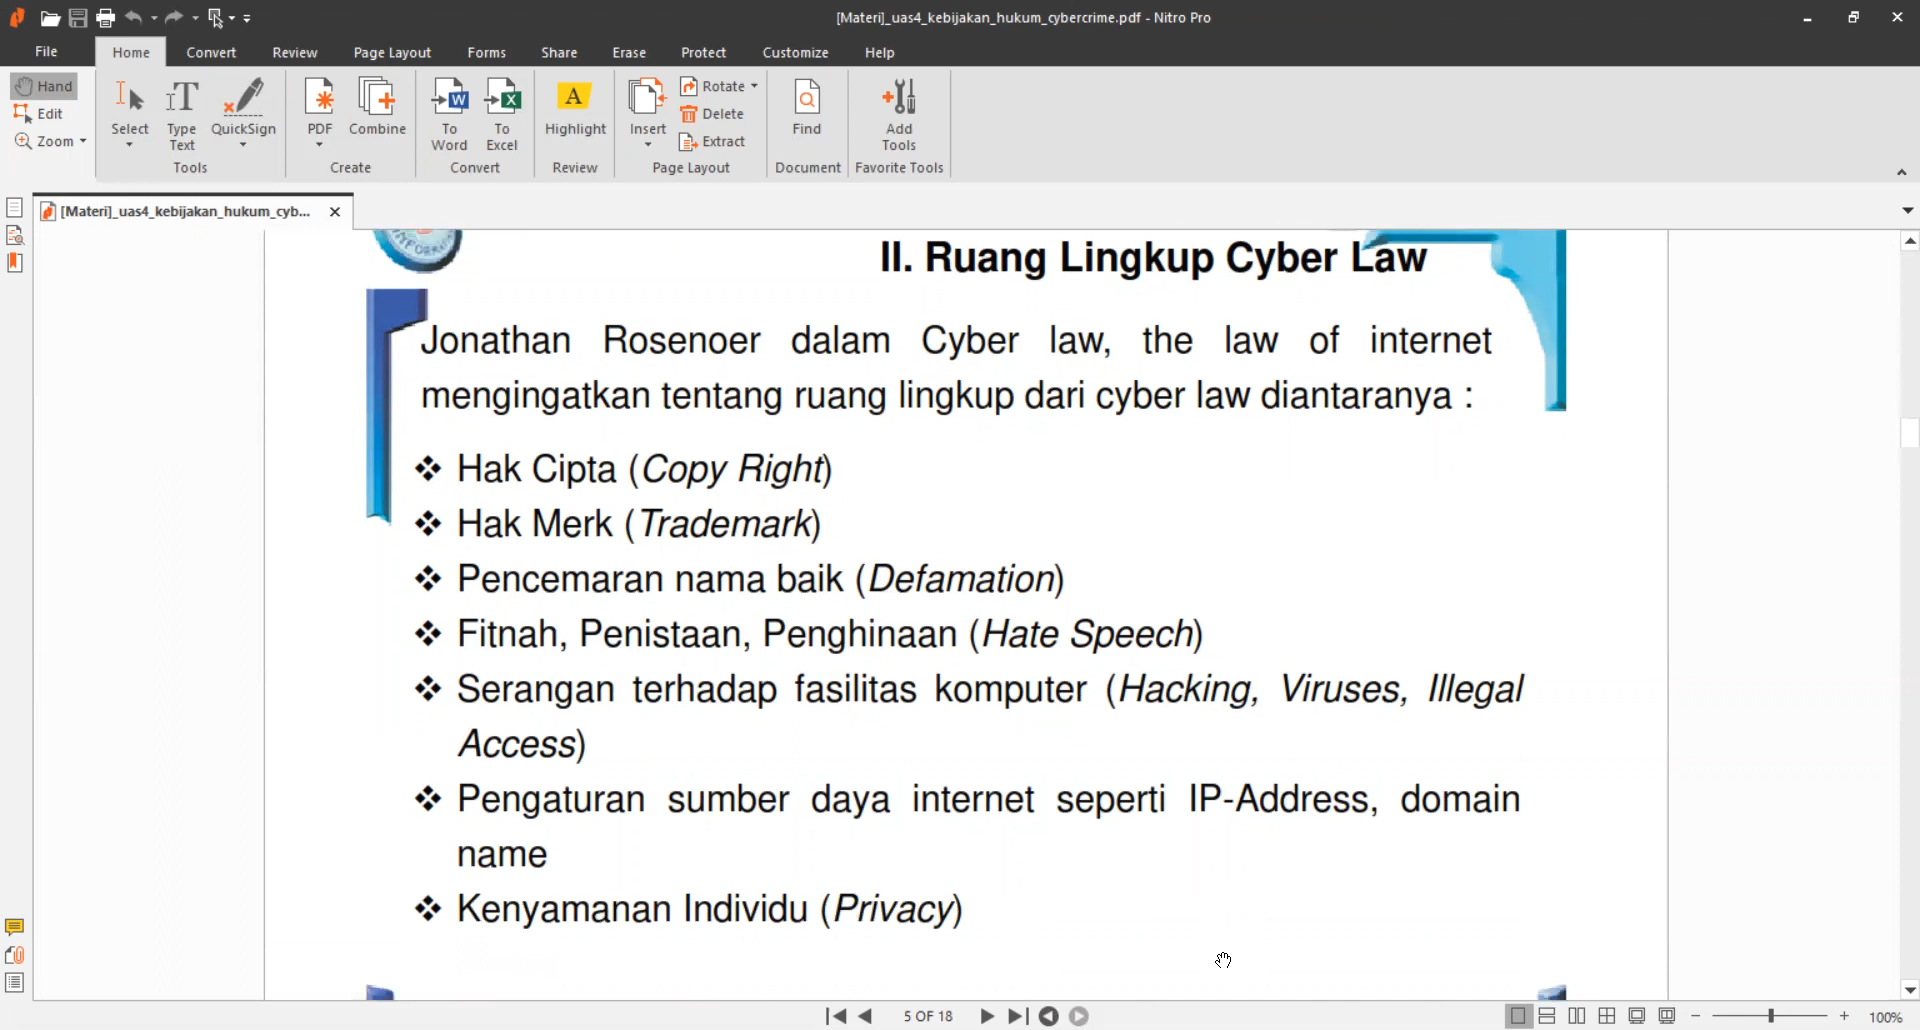 [Materi]_uas4_kebijakan_hukum_cybercrime.pdf - Nitro Pro
File Home Convert Review Page Layout Forms Share Erase Protect Customize Help
Hand
Edit
Zoom
Select
Type Text
QuickSign
Tools
PDF
Combine
Create
To Word
To Excel
Convert
Highlight
Review
Insert
Rotate
Delete
Extract
Page Layout
Find
Document
Add Tools
Favorite Tools
[Materi]_uas4_kebijakan_hukum_cyb...
II. Ruang Lingkup Cyber Law
Jonathan Rosenoer dalam Cyber law, the law of internet
mengingatkan tentang ruang lingkup dari cyber law diantaranya :
❖ Hak Cipta (Copy Right)
❖ Hak Merk (Trademark)
❖ Pencemaran nama baik (Defamation)
❖ Fitnah, Penistaan, Penghinaan (Hate Speech)
❖ Serangan terhadap fasilitas komputer (Hacking, Viruses, Illegal
Access)
❖ Pengaturan sumber daya internet seperti IP-Address, domain
name
❖ Kenyamanan Individu (Privacy)
5 OF 18
100%